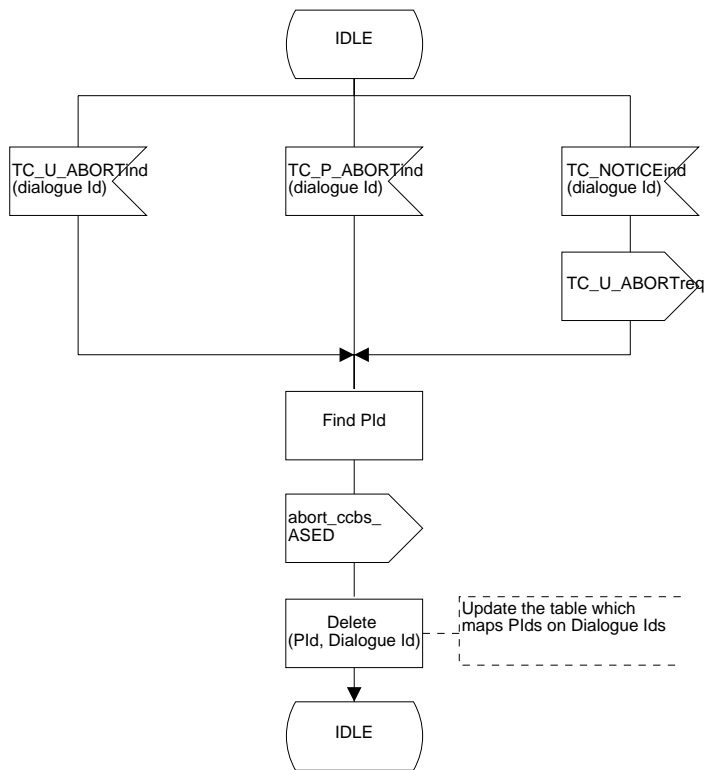 IDLE
TC_U_ABORTind
(dialogue Id)
TC_P_ABORTind
(dialogue Id)
TC_NOTICEind
(dialogue Id)
TC_U_ABORTreq
Find PId
abort_ccbs_
ASED
Delete
(PId, Dialogue Id)
Update the table which
maps PIds on Dialogue Ids
IDLE